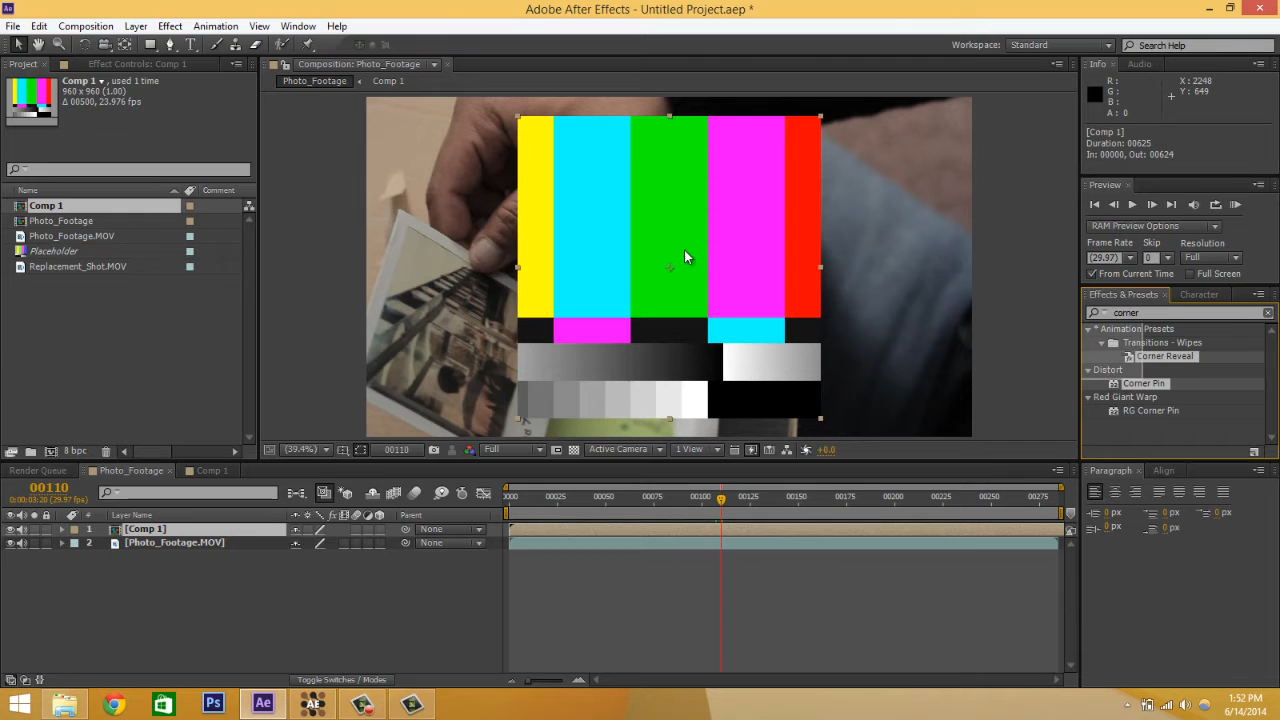 Adobe After Effects - Untitled Project.aep *
File Edit Composition Layer Effect Animation View Window Help
Workspace: Standard Search Help
Project Effect Controls: Comp 1 Composition: Photo_Footage Info Audio
Comp 1 , used 1 time
960 x 960 (1.00)
Δ 00500, 23.976 fps
Photo_Footage Comp 1
R : X : 2248
G : Y : 649
B :
A : 0
[Comp 1]
Duration: 00625
In: 00000, Out: 00624
Name Comment
Comp 1
Photo_Footage
Photo_Footage.MOV
Placeholder
Replacement_Shot.MOV
Preview
RAM Preview Options
Frame Rate Skip Resolution
(29.97) 0 Full
From Current Time Full Screen
Effects & Presets Character
corner
* Animation Presets
Transitions - Wipes
Corner Reveal
Distort
Corner Pin
Red Giant Warp
RG Corner Pin
8 bpc (39.4%) 00110 Full Active Camera 1 View +0.0
Render Queue Photo_Footage Comp 1 Paragraph Align
00110
0:00:03:20 (29.97 fps)
0000 00025 00050 00075 00100 00125 00150 00175 00200 00225 00250 00275
# Layer Name Parent
1 [Comp 1] None
2 [Photo_Footage.MOV] None
0 px 0 px 0 px
0 px 0 px
Toggle Switches / Modes
Ps Ae AE
1:52 PM
6/14/2014